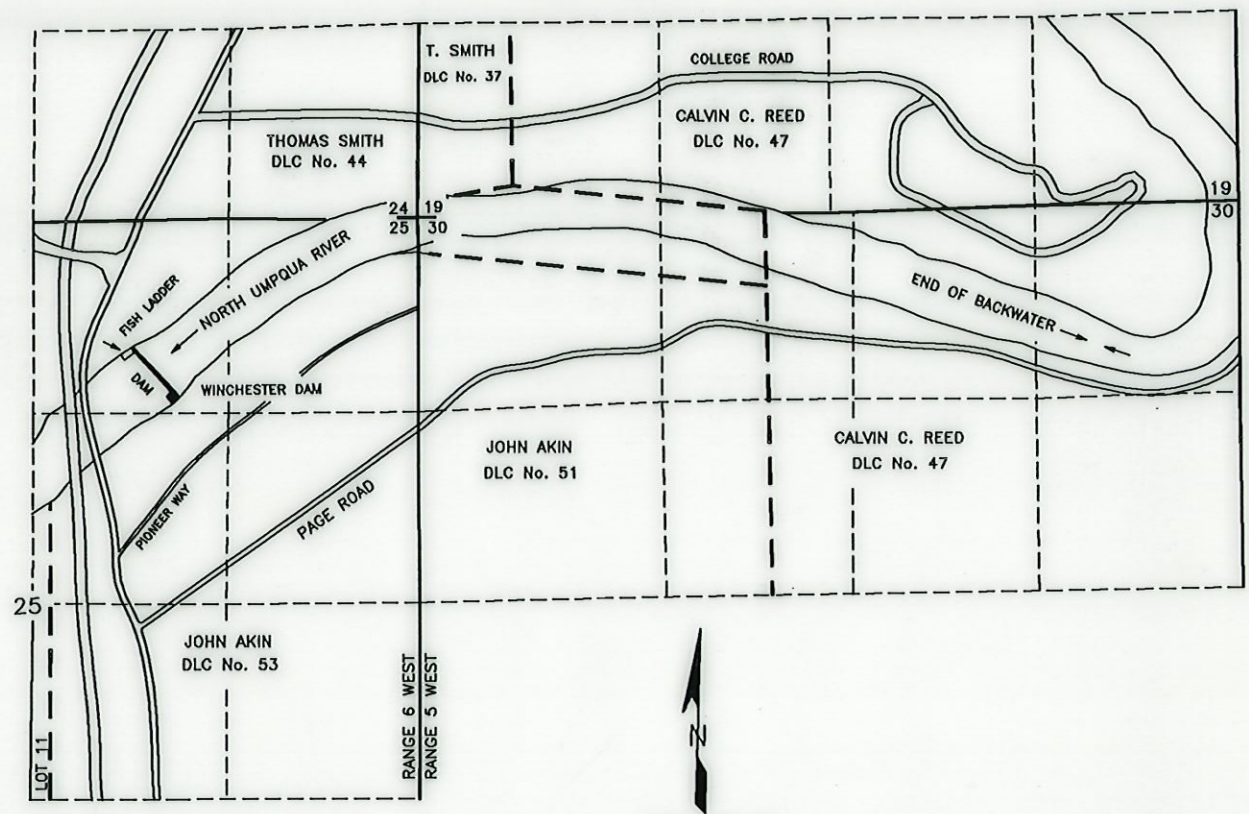 T. SMITH
DLC No. 37
COLLEGE ROAD
THOMAS SMITH
DLC No. 44
CALVIN C. REED
DLC No. 47
19
30
24 19
25 30
NORTH UMPQUA RIVER
FISH LADDER
END OF BACKWATER
DAM
WINCHESTER DAM
JOHN AKIN
DLC No. 51
CALVIN C. REED
DLC No. 47
PIONEER WAY
PAGE ROAD
25
JOHN AKIN
DLC No. 53
LOT 11
RANGE 6 WEST
RANGE 5 WEST
N